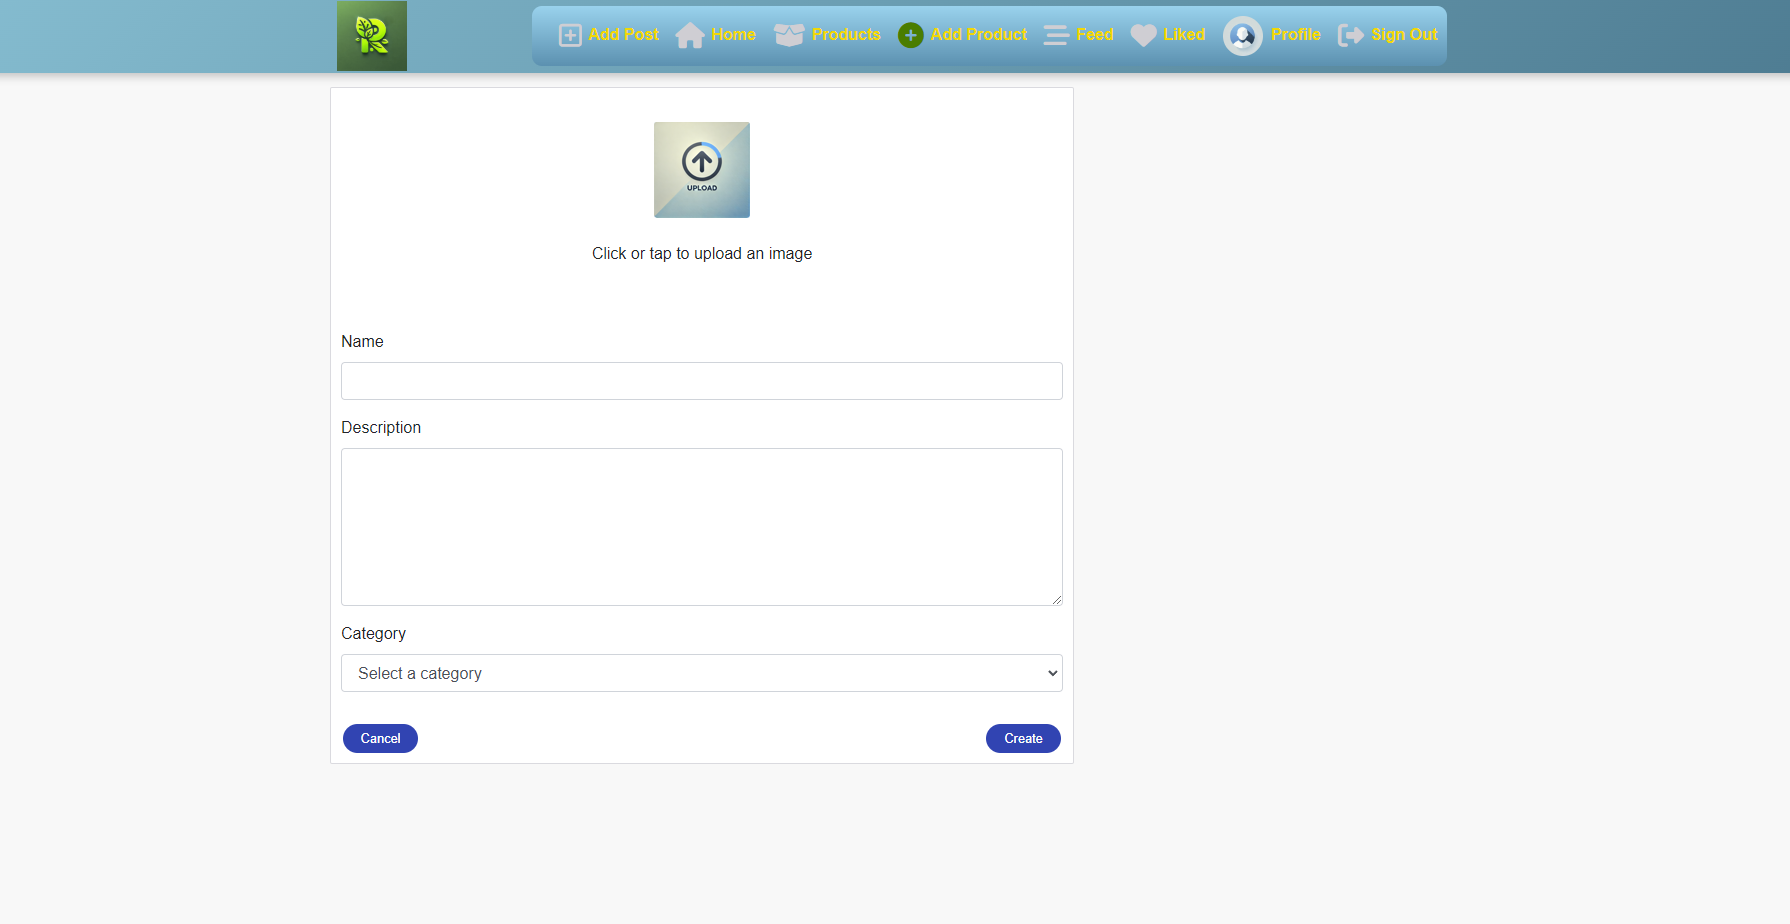 R
Add Post Home Products Add Product Feed Liked Profile Sign Out
UPLOAD
Click or tap to upload an image
Name
Description
Category
Select a category
Cancel Create